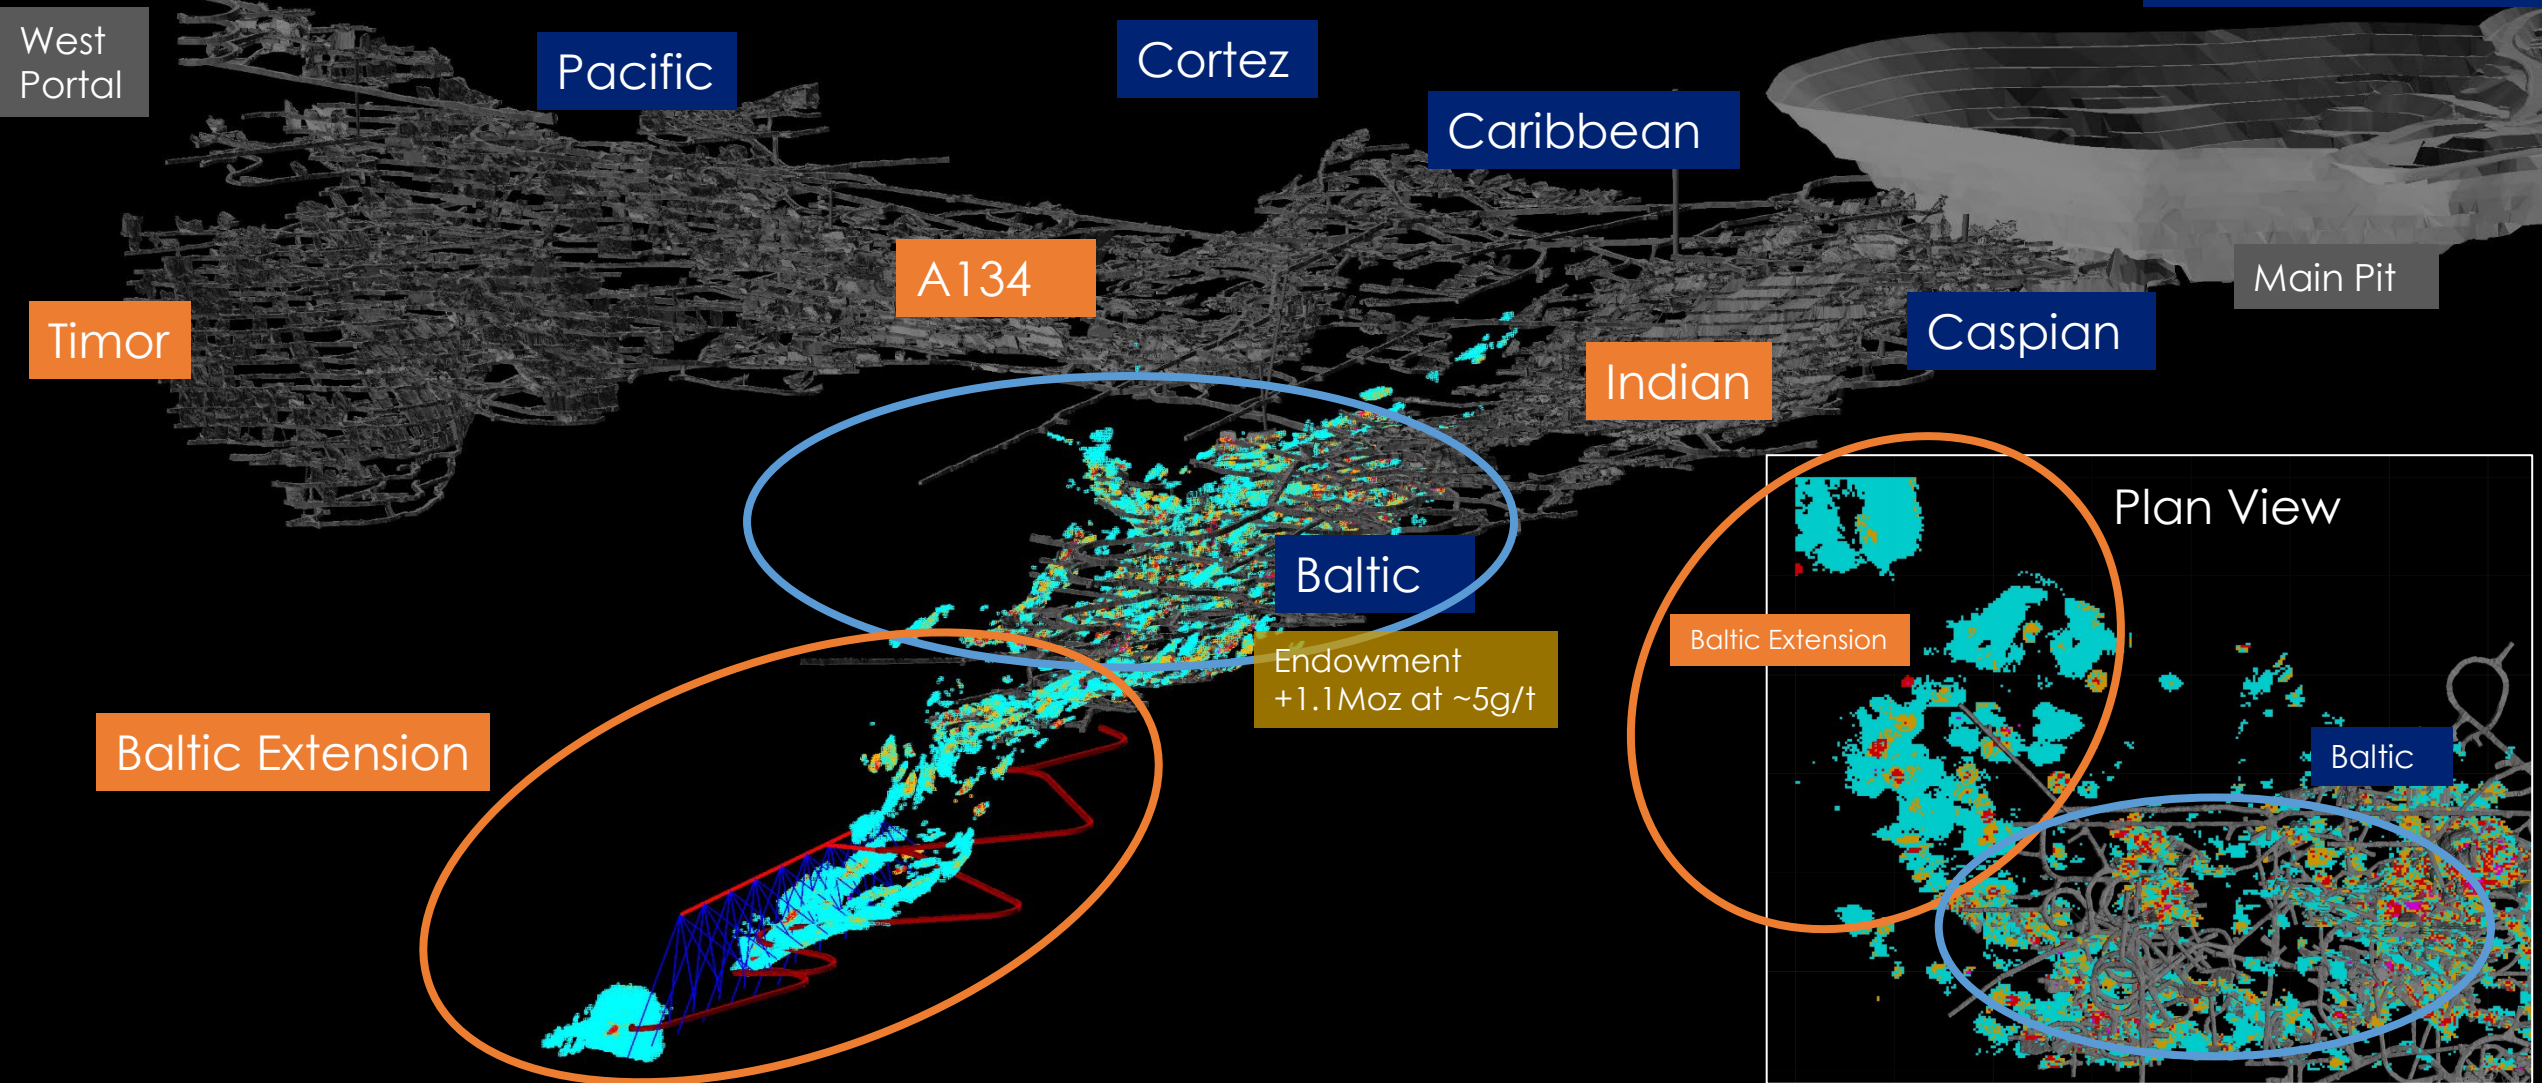 West
Portal
Pacific
Cortez
Caribbean
A134
Main Pit
Timor
Caspian
Indian
Plan View
Baltic
Baltic Extension
Endowment
+1.1Moz at ~5g/t
Baltic Extension
Baltic